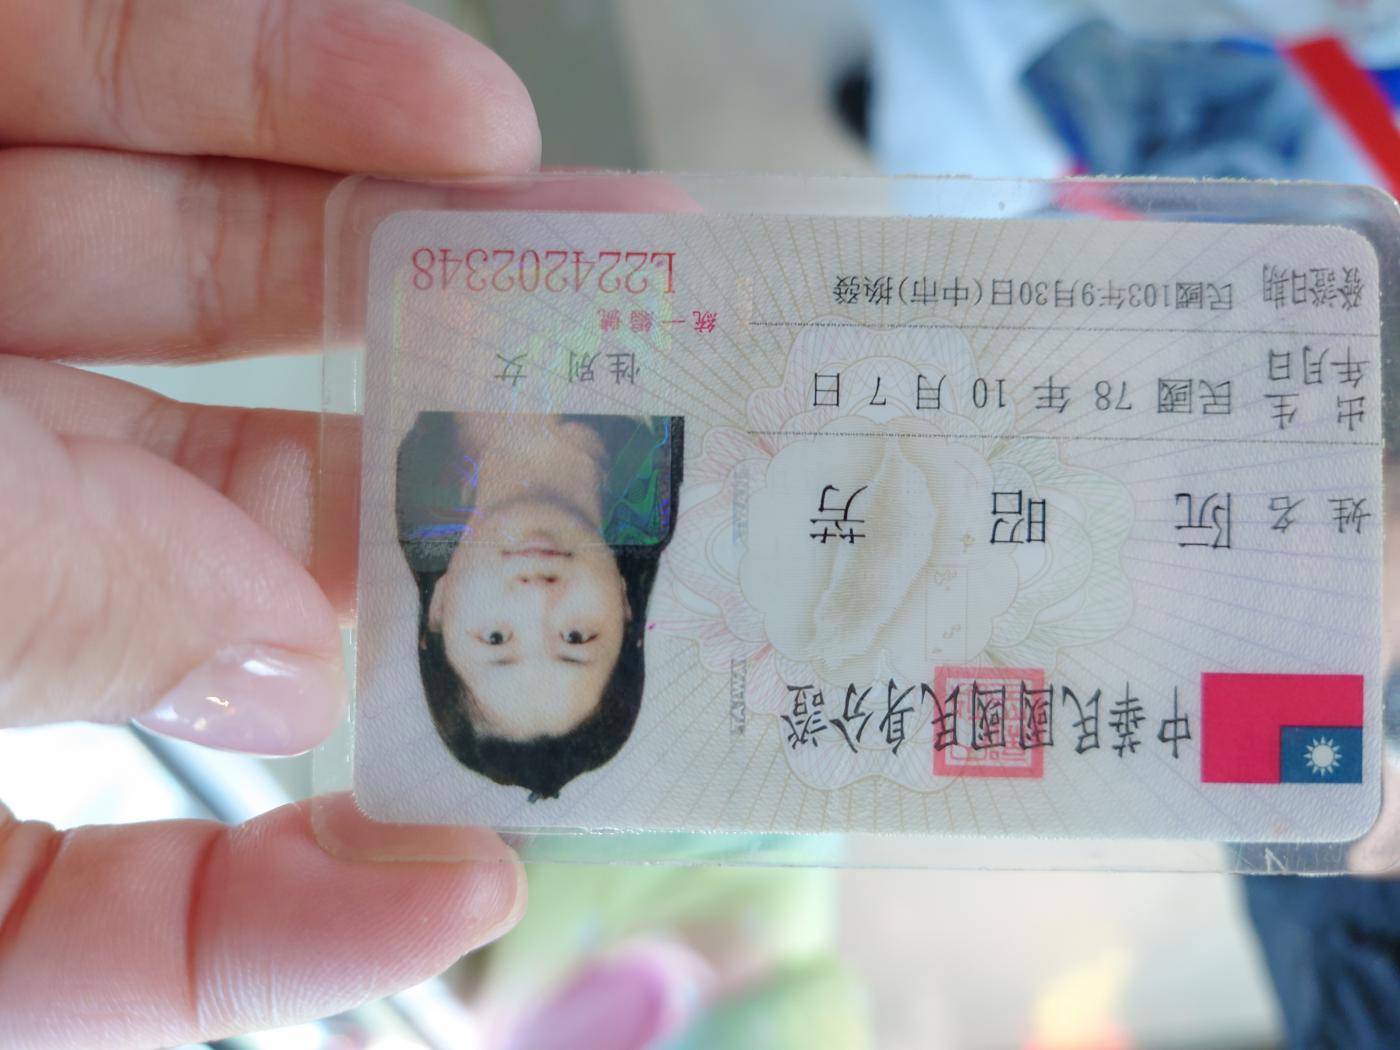 中華民國國民身分證
姓名 阮昭芳
出生年月日 民國 78 年 10 月 7 日
發證日期 民國103年9月30日(中市)換發
性別 女
統一編號
L224202348